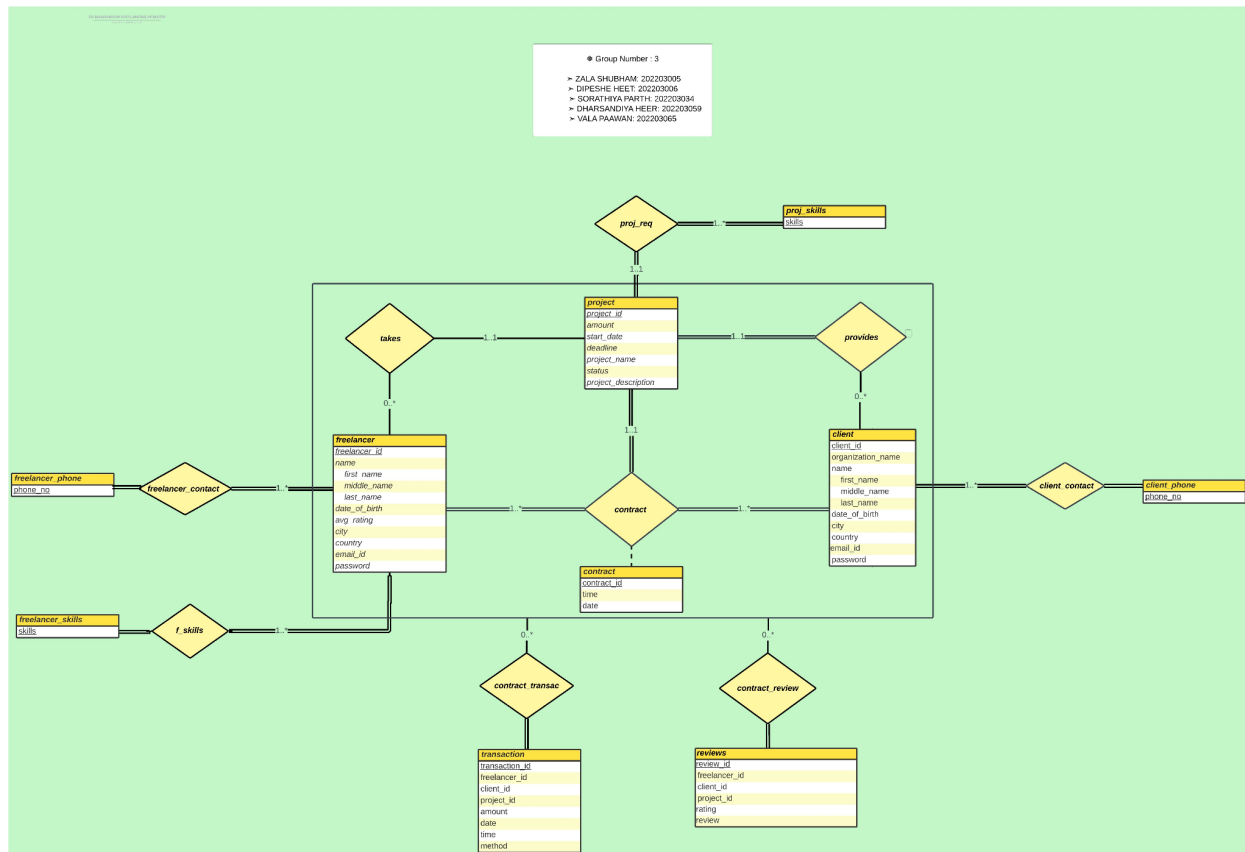 ❁ Group Number : 3
➢ ZALA SHUBHAM: 202203005
➢ DIPESHE HEET: 202203006
➢ SORATHIYA PARTH: 202203034
➢ DHARSANDIYA HEER: 202203059
➢ VALA PAAWAN: 202203065
proj_req
1..*
proj_skills
skills
1..1
project
project_id
amount
start_date
deadline
project_name
status
project_description
takes
1..1
1..1
provides
0..*
1..1
0..*
freelancer
freelancer_id
name
first_name
middle_name
last_name
date_of_birth
avg_rating
city
country
email_id
password
client
client_id
organization_name
name
first_name
middle_name
last_name
date_of_birth
city
country
email_id
password
freelancer_phone
phone_no
freelancer_contact
1..*
1..*
client_contact
client_phone
phone_no
1..*
contract
1..*
contract
contract_id
time
date
freelancer_skills
skills
f_skills
1..*
0..*
0..*
contract_transac
contract_review
transaction
transaction_id
freelancer_id
client_id
project_id
amount
date
time
method
reviews
review_id
freelancer_id
client_id
project_id
rating
review